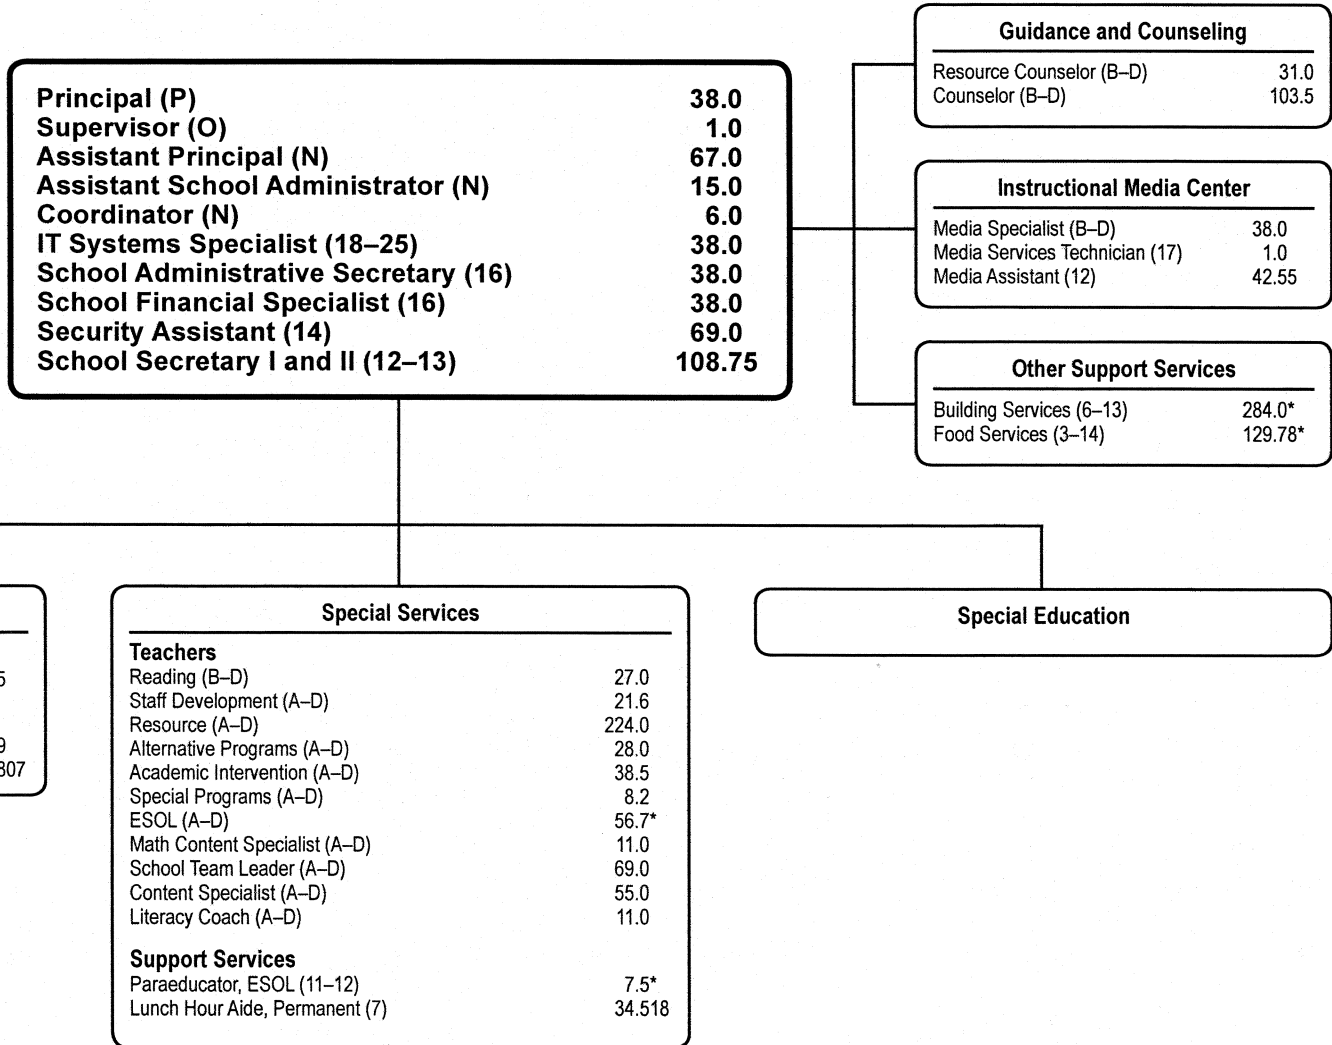 Guidance and Counseling
Resource Counselor (B–D) 31.0
Counselor (B–D) 103.5
Principal (P) 38.0
Supervisor (O) 1.0
Assistant Principal (N) 67.0
Assistant School Administrator (N) 15.0
Coordinator (N) 6.0
IT Systems Specialist (18–25) 38.0
School Administrative Secretary (16) 38.0
School Financial Specialist (16) 38.0
Security Assistant (14) 69.0
School Secretary I and II (12–13) 108.75
Instructional Media Center
Media Specialist (B–D) 38.0
Media Services Technician (17) 1.0
Media Assistant (12) 42.55
Other Support Services
Building Services (6–13) 284.0*
Food Services (3–14) 129.78*
5
9
807
Special Services
Teachers
Reading (B–D) 27.0
Staff Development (A–D) 21.6
Resource (A–D) 224.0
Alternative Programs (A–D) 28.0
Academic Intervention (A–D) 38.5
Special Programs (A–D) 8.2
ESOL (A–D) 56.7*
Math Content Specialist (A–D) 11.0
School Team Leader (A–D) 69.0
Content Specialist (A–D) 55.0
Literacy Coach (A–D) 11.0
Support Services
Paraeducator, ESOL (11–12) 7.5*
Lunch Hour Aide, Permanent (7) 34.518
Special Education